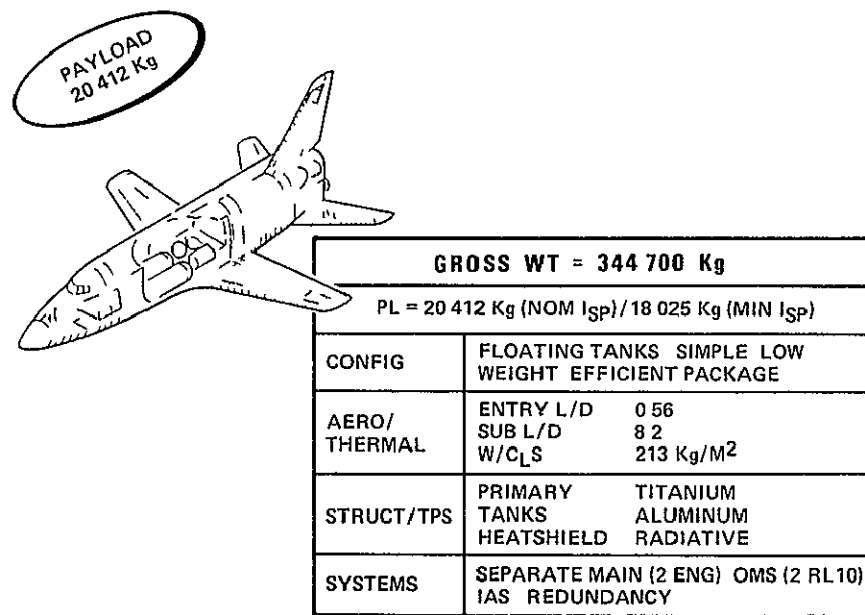 PAYLOAD
20 412 Kg
GROSS WT = 344 700 Kg
PL = 20 412 Kg (NOM ISP) / 18 025 Kg (MIN ISP)
CONFIG
FLOATING TANKS SIMPLE LOW
WEIGHT EFFICIENT PACKAGE
AERO/
THERMAL
ENTRY L/D 0 56
SUB L/D 8 2
W/CLS 213 Kg/M2
STRUCT/TPS
PRIMARY TITANIUM
TANKS ALUMINUM
HEATSHIELD RADIATIVE
SYSTEMS
SEPARATE MAIN (2 ENG) OMS (2 RL10)
IAS REDUNDANCY